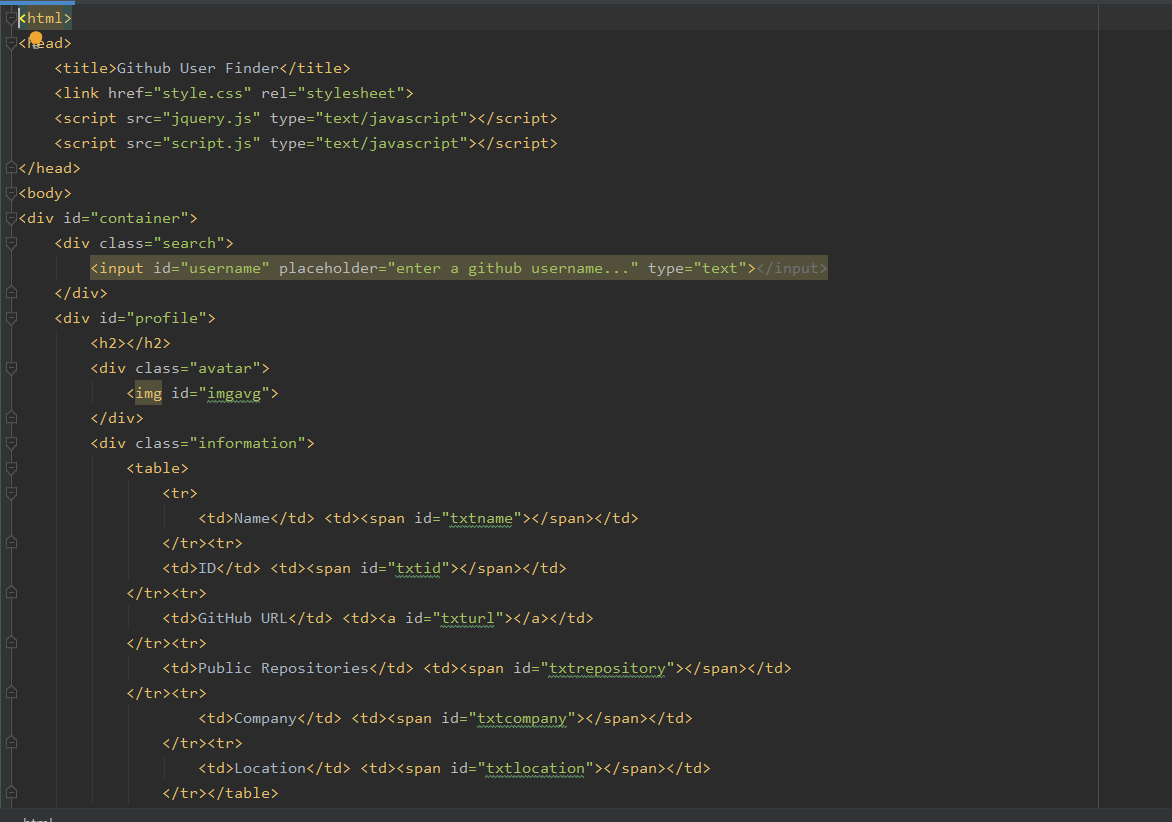 <html>
<head>
<title>Github User Finder</title>
<link href="style.css" rel="stylesheet">
<script src="jquery.js" type="text/javascript"></script>
<script src="script.js" type="text/javascript"></script>
</head>
<body>
<div id="container">
<div class="search">
<input id="username" placeholder="enter a github username..." type="text"></input>
</div>
<div id="profile">
<h2></h2>
<div class="avatar">
<img id="imgavg">
</div>
<div class="information">
<table>
<tr>
<td>Name</td> <td><span id="txtname"></span></td>
</tr><tr>
<td>ID</td> <td><span id="txtid"></span></td>
</tr><tr>
<td>GitHub URL</td> <td><a id="txturl"></a></td>
</tr><tr>
<td>Public Repositories</td> <td><span id="txtrepository"></span></td>
</tr><tr>
<td>Company</td> <td><span id="txtcompany"></span></td>
</tr><tr>
<td>Location</td> <td><span id="txtlocation"></span></td>
</tr></table>
html